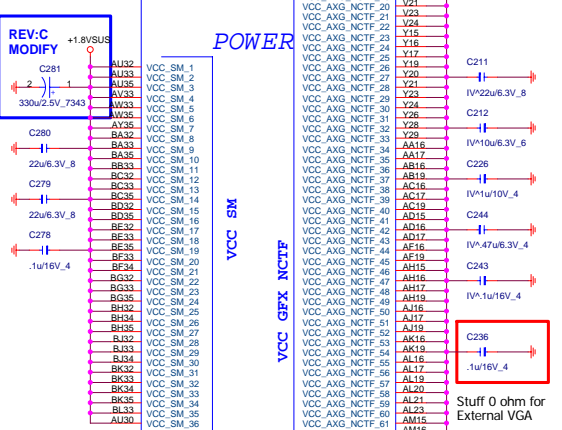 REV:C
MODIFY
+1.8VSUS
C281
2 1
330u/2.5V_7343
C280
22u/6.3V_8
C279
22u/6.3V_8
C278
.1u/16V_4
AU32
AU33
AU35
AV33
AW33
AW35
AY35
BA32
BA33
BA35
BB33
BC32
BC33
BC35
BD32
BD35
BE32
BE33
BE35
BF33
BF34
BG32
BG33
BG35
BH32
BH34
BH35
BJ32
BJ33
BJ34
BK32
BK33
BK34
BK35
BL33
AU30
VCC_SM_1
VCC_SM_2
VCC_SM_3
VCC_SM_4
VCC_SM_5
VCC_SM_6
VCC_SM_7
VCC_SM_8
VCC_SM_9
VCC_SM_10
VCC_SM_11
VCC_SM_12
VCC_SM_13
VCC_SM_14
VCC_SM_15
VCC_SM_16
VCC_SM_17
VCC_SM_18
VCC_SM_19
VCC_SM_20
VCC_SM_21
VCC_SM_22
VCC_SM_23
VCC_SM_24
VCC_SM_25
VCC_SM_26
VCC_SM_27
VCC_SM_28
VCC_SM_29
VCC_SM_30
VCC_SM_31
VCC_SM_32
VCC_SM_33
VCC_SM_34
VCC_SM_35
VCC_SM_36
POWER
VCC SM
VCC GFX NCTF
VCC_AXG_NCTF_20
VCC_AXG_NCTF_21
VCC_AXG_NCTF_22
VCC_AXG_NCTF_23
VCC_AXG_NCTF_24
VCC_AXG_NCTF_25
VCC_AXG_NCTF_26
VCC_AXG_NCTF_27
VCC_AXG_NCTF_28
VCC_AXG_NCTF_29
VCC_AXG_NCTF_30
VCC_AXG_NCTF_31
VCC_AXG_NCTF_32
VCC_AXG_NCTF_33
VCC_AXG_NCTF_34
VCC_AXG_NCTF_35
VCC_AXG_NCTF_36
VCC_AXG_NCTF_37
VCC_AXG_NCTF_38
VCC_AXG_NCTF_39
VCC_AXG_NCTF_40
VCC_AXG_NCTF_41
VCC_AXG_NCTF_42
VCC_AXG_NCTF_43
VCC_AXG_NCTF_44
VCC_AXG_NCTF_45
VCC_AXG_NCTF_46
VCC_AXG_NCTF_47
VCC_AXG_NCTF_48
VCC_AXG_NCTF_49
VCC_AXG_NCTF_50
VCC_AXG_NCTF_51
VCC_AXG_NCTF_52
VCC_AXG_NCTF_53
VCC_AXG_NCTF_54
VCC_AXG_NCTF_55
VCC_AXG_NCTF_56
VCC_AXG_NCTF_57
VCC_AXG_NCTF_58
VCC_AXG_NCTF_59
VCC_AXG_NCTF_60
VCC_AXG_NCTF_61
V21
V23
V24
Y15
Y16
Y17
Y19
Y20
Y21
Y23
Y24
Y26
Y28
Y29
AA16
AA17
AB16
AB19
AC16
AC17
AC19
AD15
AD16
AD17
AF16
AF19
AH15
AH16
AH17
AH19
AJ16
AJ17
AJ19
AK16
AK19
AL16
AL17
AL19
AL20
AL21
AL23
AM15
AM16
C211
IV^22u/6.3V_8
C212
IV^10u/6.3V_6
C226
IV^1u/10V_4
C244
IV^.47u/6.3V_4
C243
IV^.1u/16V_4
C236
.1u/16V_4
Stuff 0 ohm for
External VGA